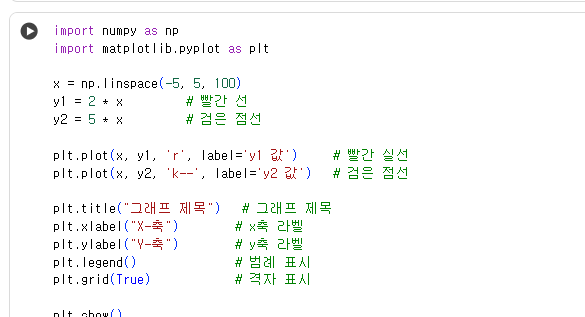 import numpy as np
import matplotlib.pyplot as plt
x = np.linspace(-5, 5, 100)
y1 = 2 * x # 빨간 선
y2 = 5 * x # 검은 점선
plt.plot(x, y1, 'r', label='y1 값') # 빨간 실선
plt.plot(x, y2, 'k--', label='y2 값') # 검은 점선
plt.title("그래프 제목") # 그래프 제목
plt.xlabel("X-축") # x축 라벨
plt.ylabel("Y-축") # y축 라벨
plt.legend() # 범례 표시
plt.grid(True) # 격자 표시
plt.show()